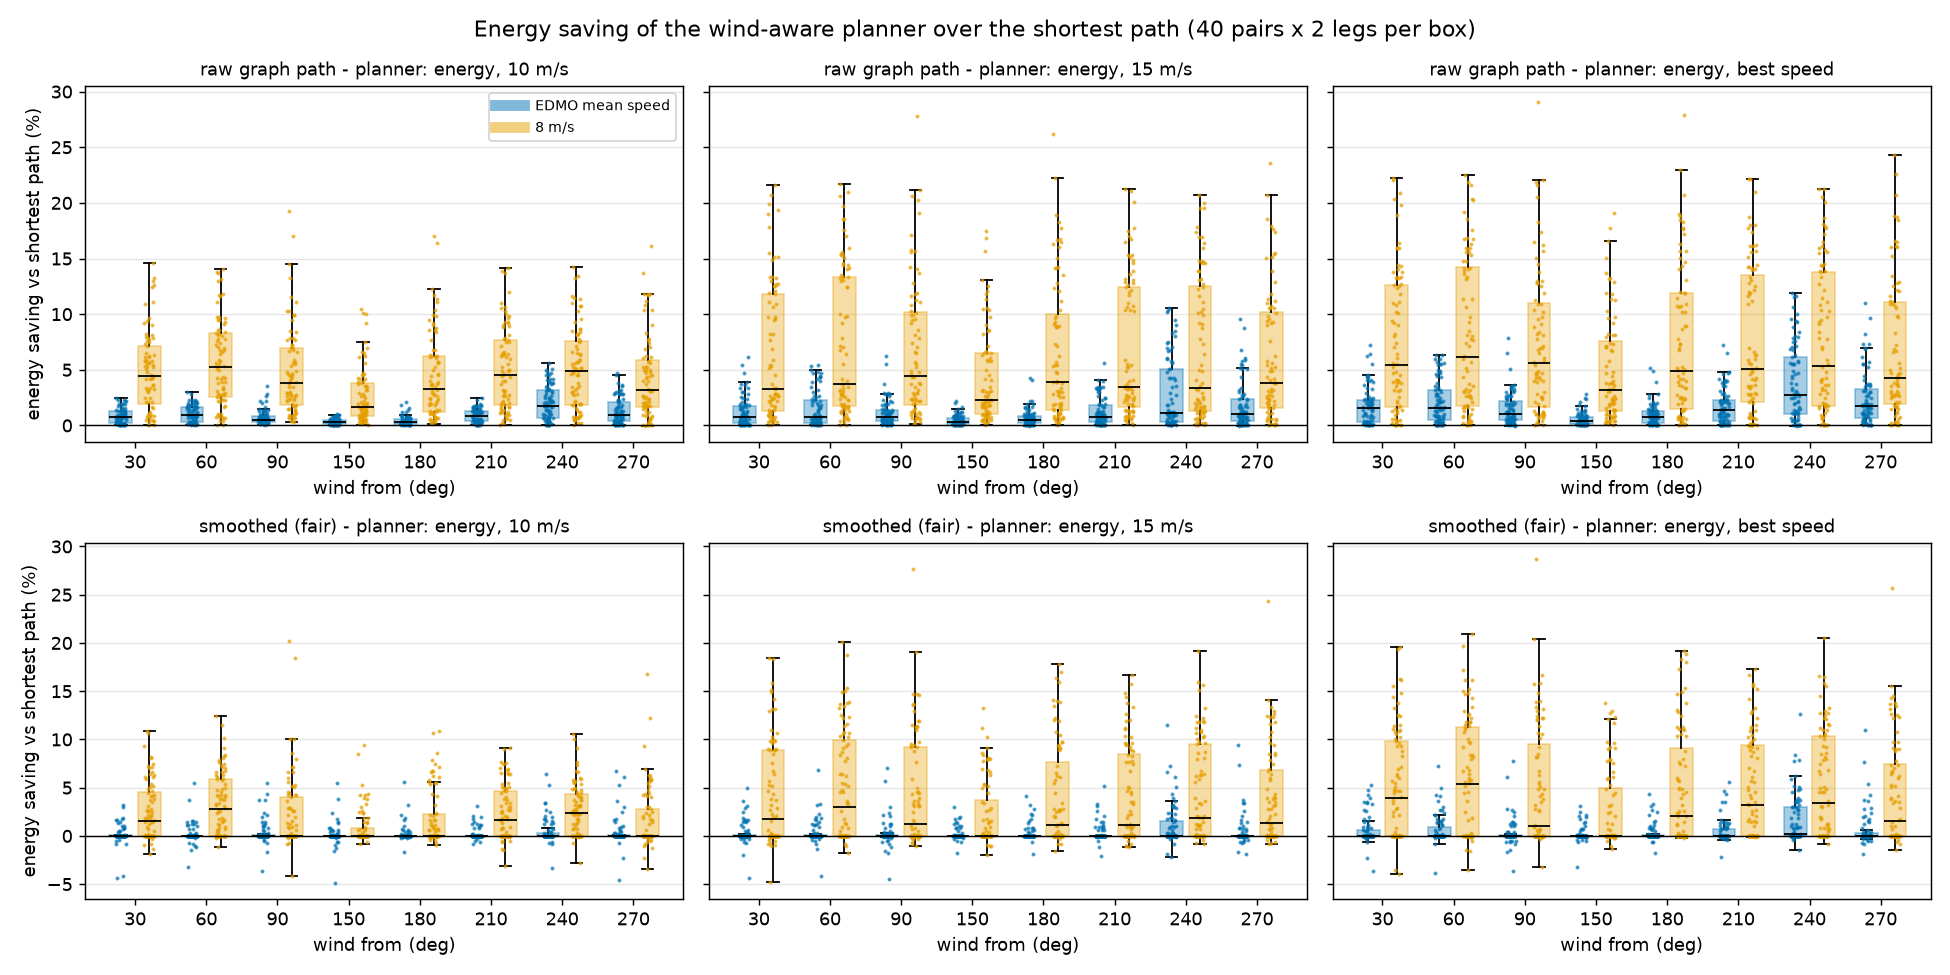 Energy saving of the wind-aware planner over the shortest path (40 pairs x 2 legs per box)
raw graph path - planner: energy, 10 m/s
raw graph path - planner: energy, 15 m/s
raw graph path - planner: energy, best speed
energy saving vs shortest path (%)
30
25
20
15
10
5
0
EDMO mean speed
8 m/s
30 60 90 150 180 210 240 270
30 60 90 150 180 210 240 270
30 60 90 150 180 210 240 270
wind from (deg)
wind from (deg)
wind from (deg)
smoothed (fair) - planner: energy, 10 m/s
smoothed (fair) - planner: energy, 15 m/s
smoothed (fair) - planner: energy, best speed
energy saving vs shortest path (%)
30
25
20
15
10
5
0
−5
30 60 90 150 180 210 240 270
30 60 90 150 180 210 240 270
30 60 90 150 180 210 240 270
wind from (deg)
wind from (deg)
wind from (deg)